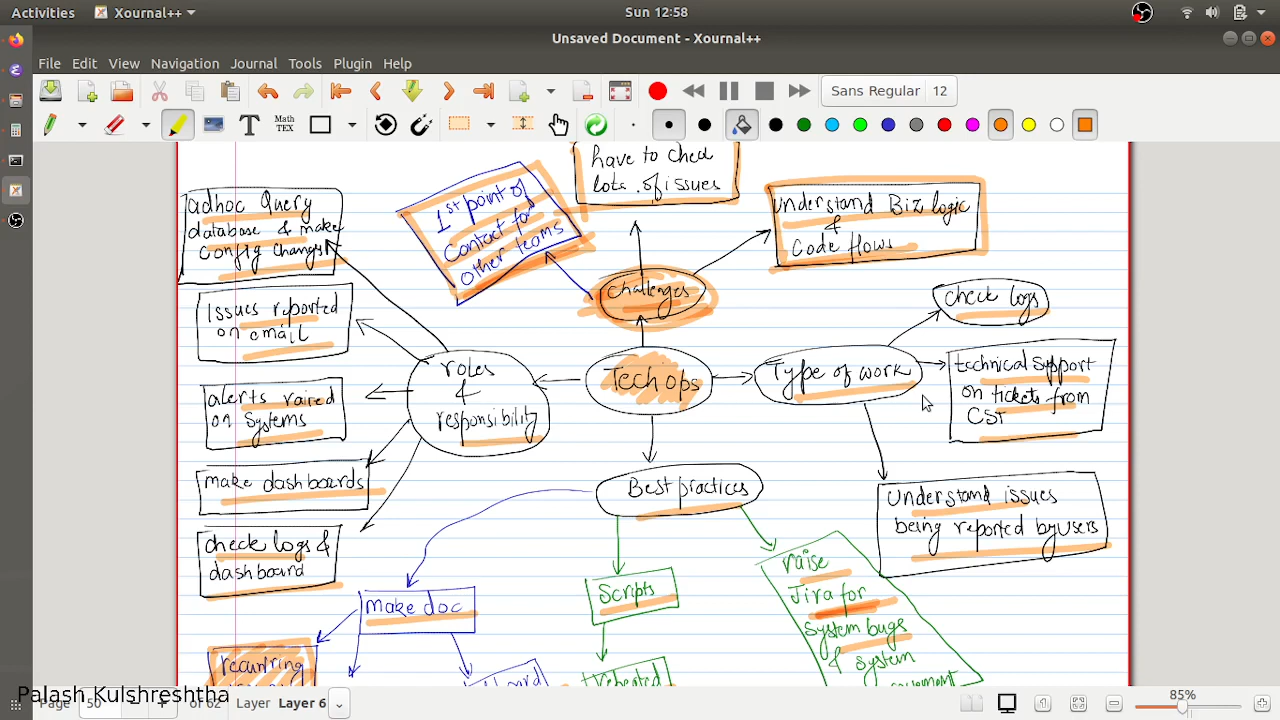 Activities
Xournal++
Sun 12:58
Unsaved Document - Xournal++
File Edit View Navigation Journal Tools Plugin Help
Math
TEX
Sans Regular 12
have to check
lots of issues
1st point of
Contact for
other teams
understand Biz logic
&
Code flows
adhoc Query
database & make
config changes
challenges
check logs
Issues reported
on email
roles
&
responsibility
Tech ops
Type of work
technical support
on tickets from
CST
alerts raired
on systems
make dashboards
Best practices
understand issues
being reported by users
check logs &
dashboard
make doc
Scripts
raise
Jira for
system bugs
& system
recurring
repeated
Palash Kulshreshtha
Page 50 of 62 Layer Layer 6
85%